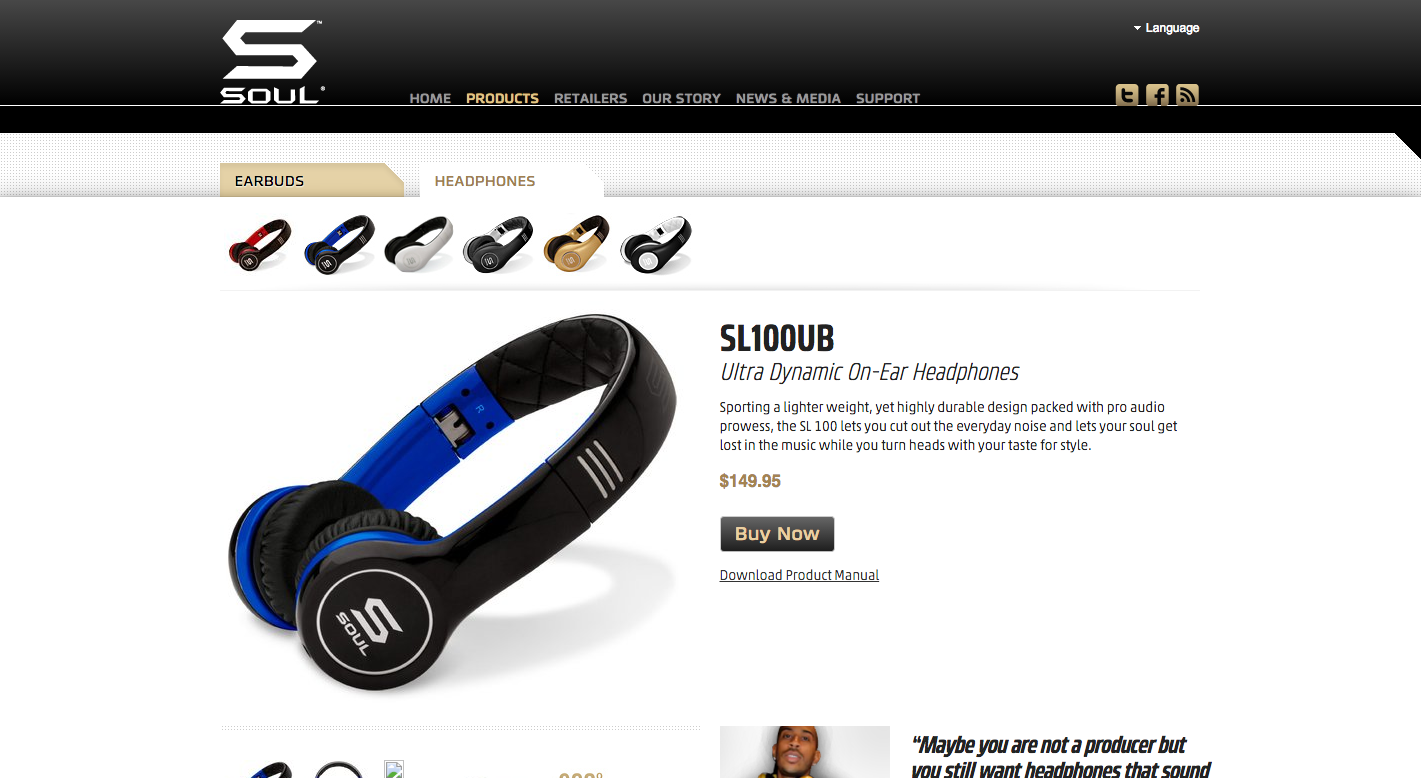 SOUL
Language
HOME PRODUCTS RETAILERS OUR STORY NEWS & MEDIA SUPPORT
EARBUDS HEADPHONES
SL100UB
Ultra Dynamic On-Ear Headphones
Sporting a lighter weight, yet highly durable design packed with pro audio
prowess, the SL 100 lets you cut out the everyday noise and lets your soul get
lost in the music while you turn heads with your taste for style.
$149.95
Buy Now
Download Product Manual
R
SOUL
“Maybe you are not a producer but
you still want headphones that sound